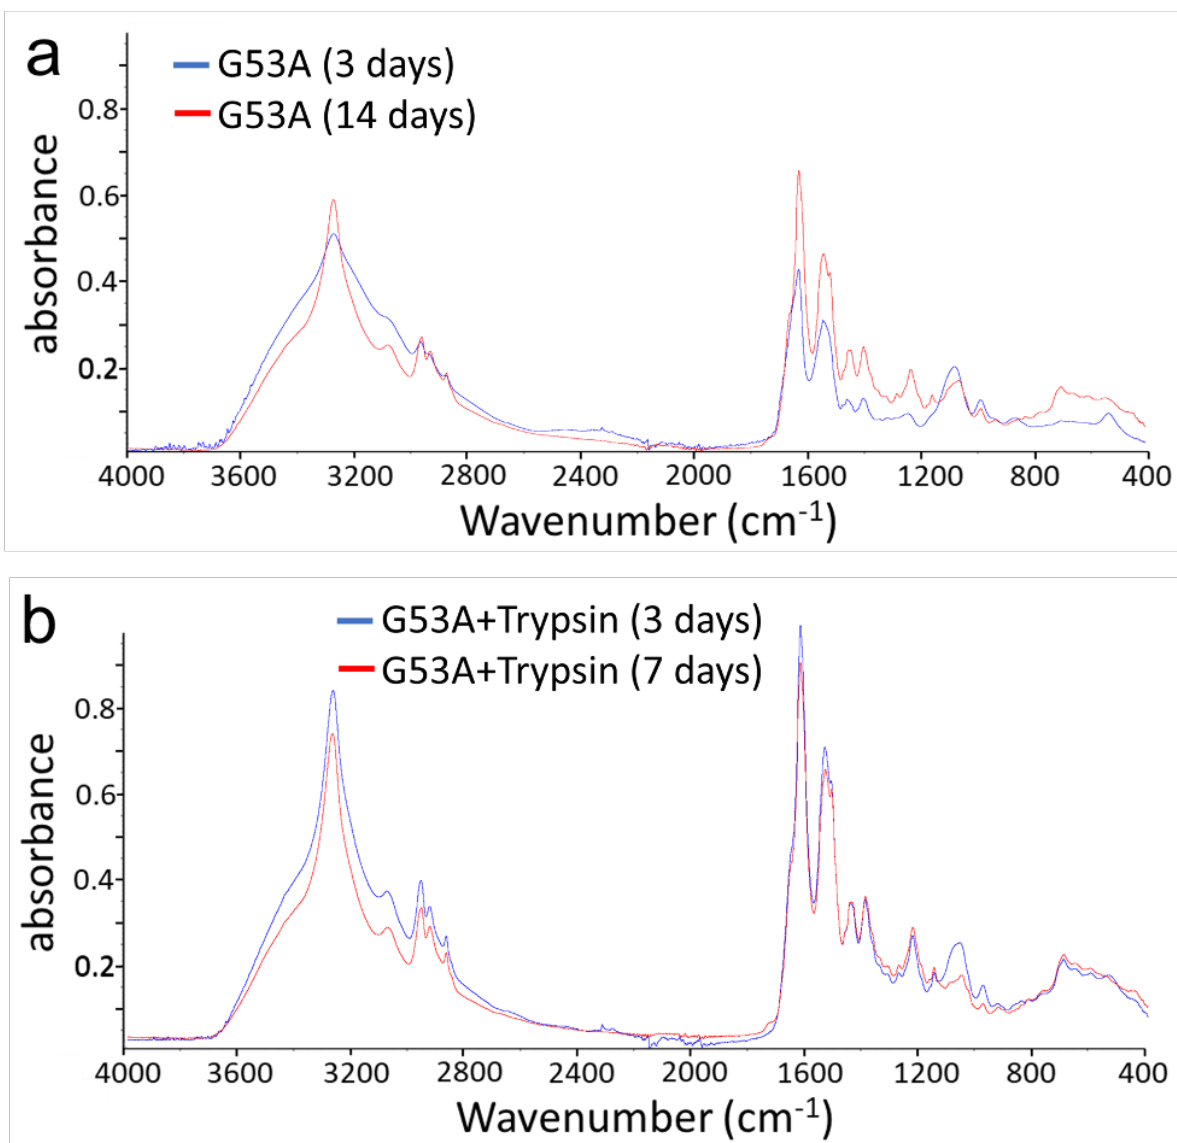 a
G53A (3 days)
G53A (14 days)
absorbance
0.8
0.6
0.4
0.2
4000 3600 3200 2800 2400 2000 1600 1200 800 400
Wavenumber (cm⁻¹)
b
G53A+Trypsin (3 days)
G53A+Trypsin (7 days)
absorbance
0.8
0.6
0.4
0.2
4000 3600 3200 2800 2400 2000 1600 1200 800 400
Wavenumber (cm⁻¹)